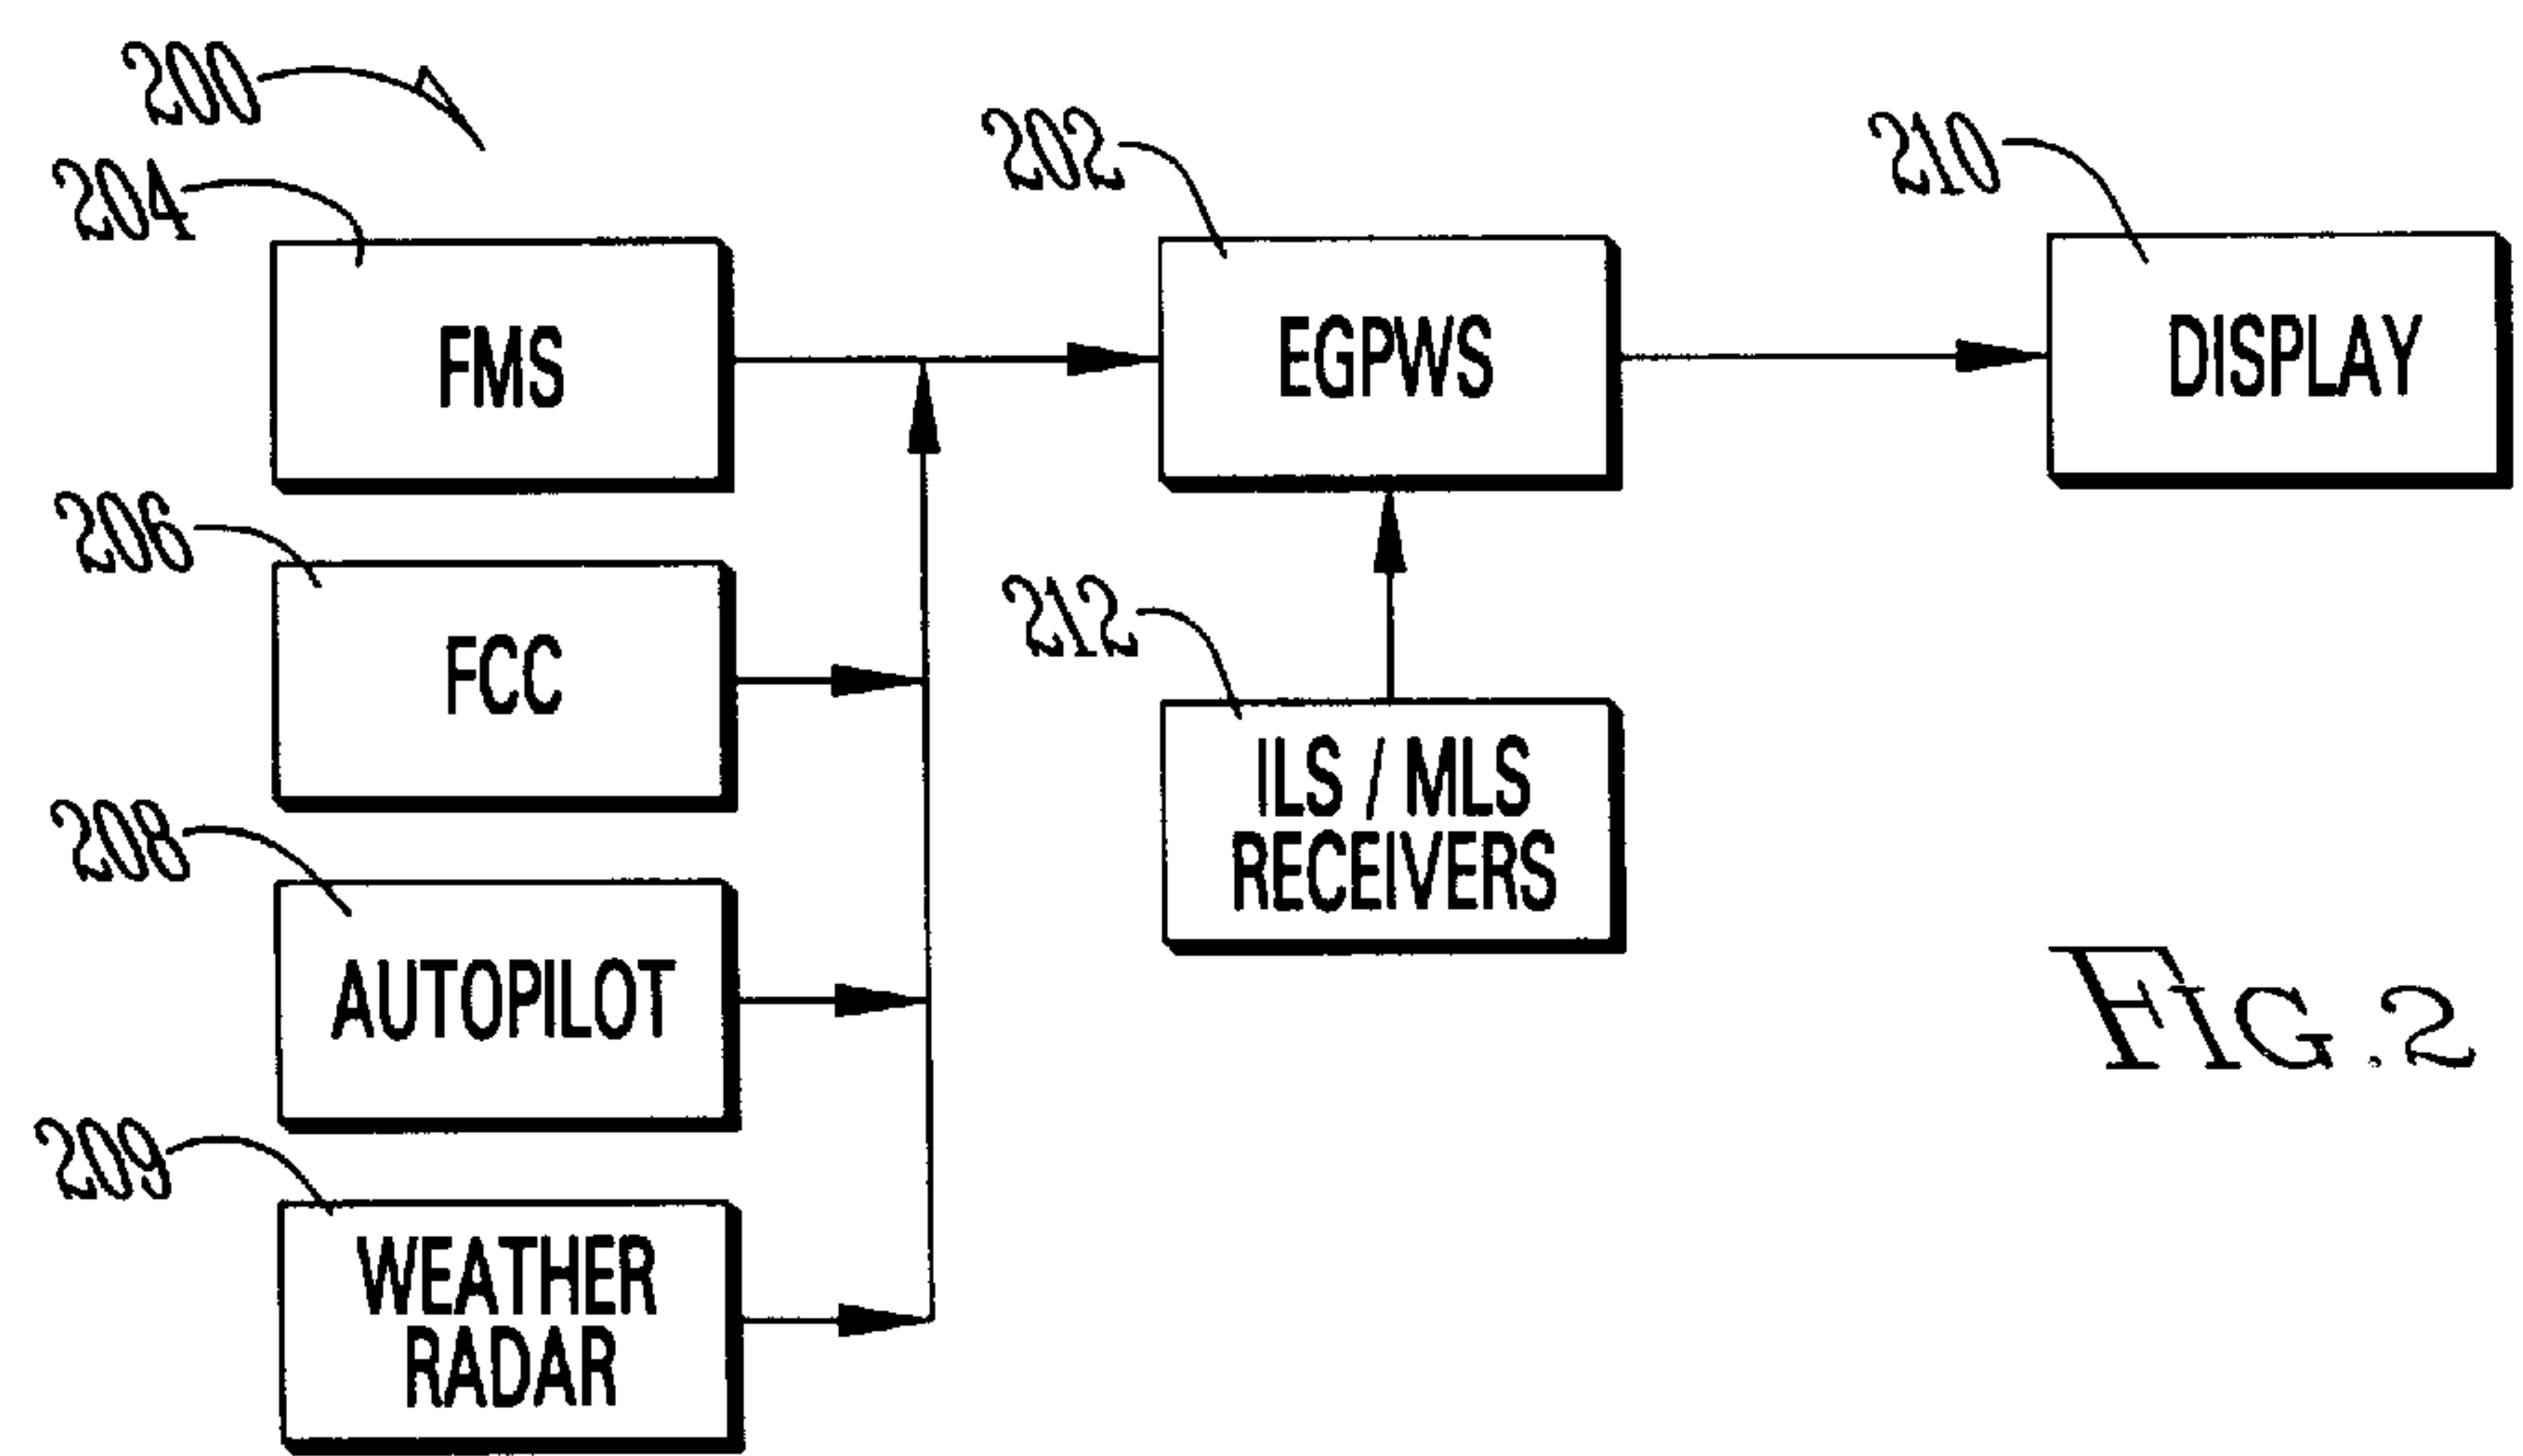 200
204
202
210
FMS
EGPWS
DISPLAY
206
FCC
212
ILS / MLS
RECEIVERS
208
AUTOPILOT
209
WEATHER
RADAR
FIG.2